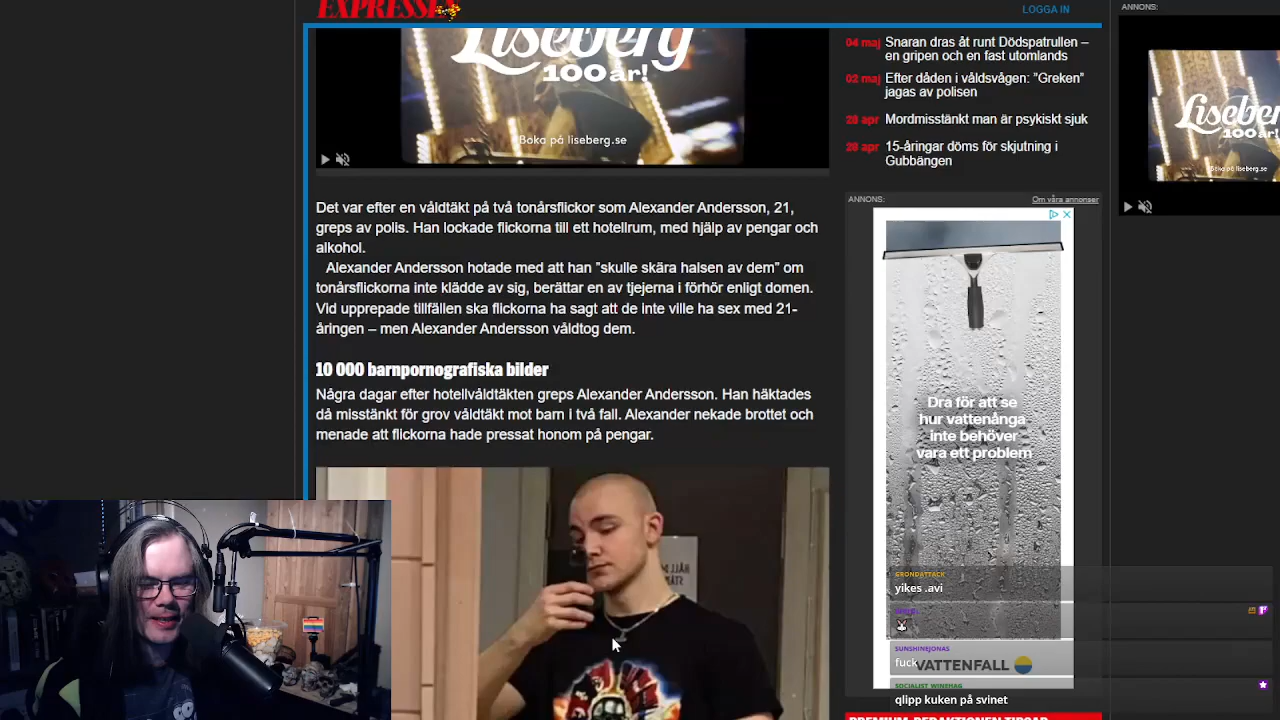 EXPRESSEN
LOGGA IN
ANNONS:
Liseberg
100 år!
Boka på liseberg.se
04 maj Snaran dras åt runt Dödspatrullen –
en gripen och en fast utomlands
02 maj Efter dåden i våldsvågen: ”Greken”
jagas av polisen
28 apr Mordmisstänkt man är psykiskt sjuk
28 apr 15-åringar döms för skjutning i
Gubbängen
Liseberg
100 år!
Boka på liseberg.se
ANNONS:
Om våra annonser
Det var efter en våldtäkt på två tonårsflickor som Alexander Andersson, 21,
greps av polis. Han lockade flickorna till ett hotellrum, med hjälp av pengar och
alkohol.
Alexander Andersson hotade med att han ”skulle skära halsen av dem” om
tonårsflickorna inte klädde av sig, berättar en av tjejerna i förhör enligt domen.
Vid upprepade tillfällen ska flickorna ha sagt att de inte ville ha sex med 21-
åringen – men Alexander Andersson våldtog dem.
10 000 barnpornografiska bilder
Några dagar efter hotellvåldtäkten greps Alexander Andersson. Han häktades
då misstänkt för grov våldtäkt mot barn i två fall. Alexander nekade brottet och
menade att flickorna hade pressat honom på pengar.
Dra för att se
hur vattenånga
inte behöver
vara ett problem
VATTENFALL
GRONDATTACK
yikes .avi
SUNSHINEJONAS
fuck
SOCIALIST WINEHAG
qlipp kuken på svinet